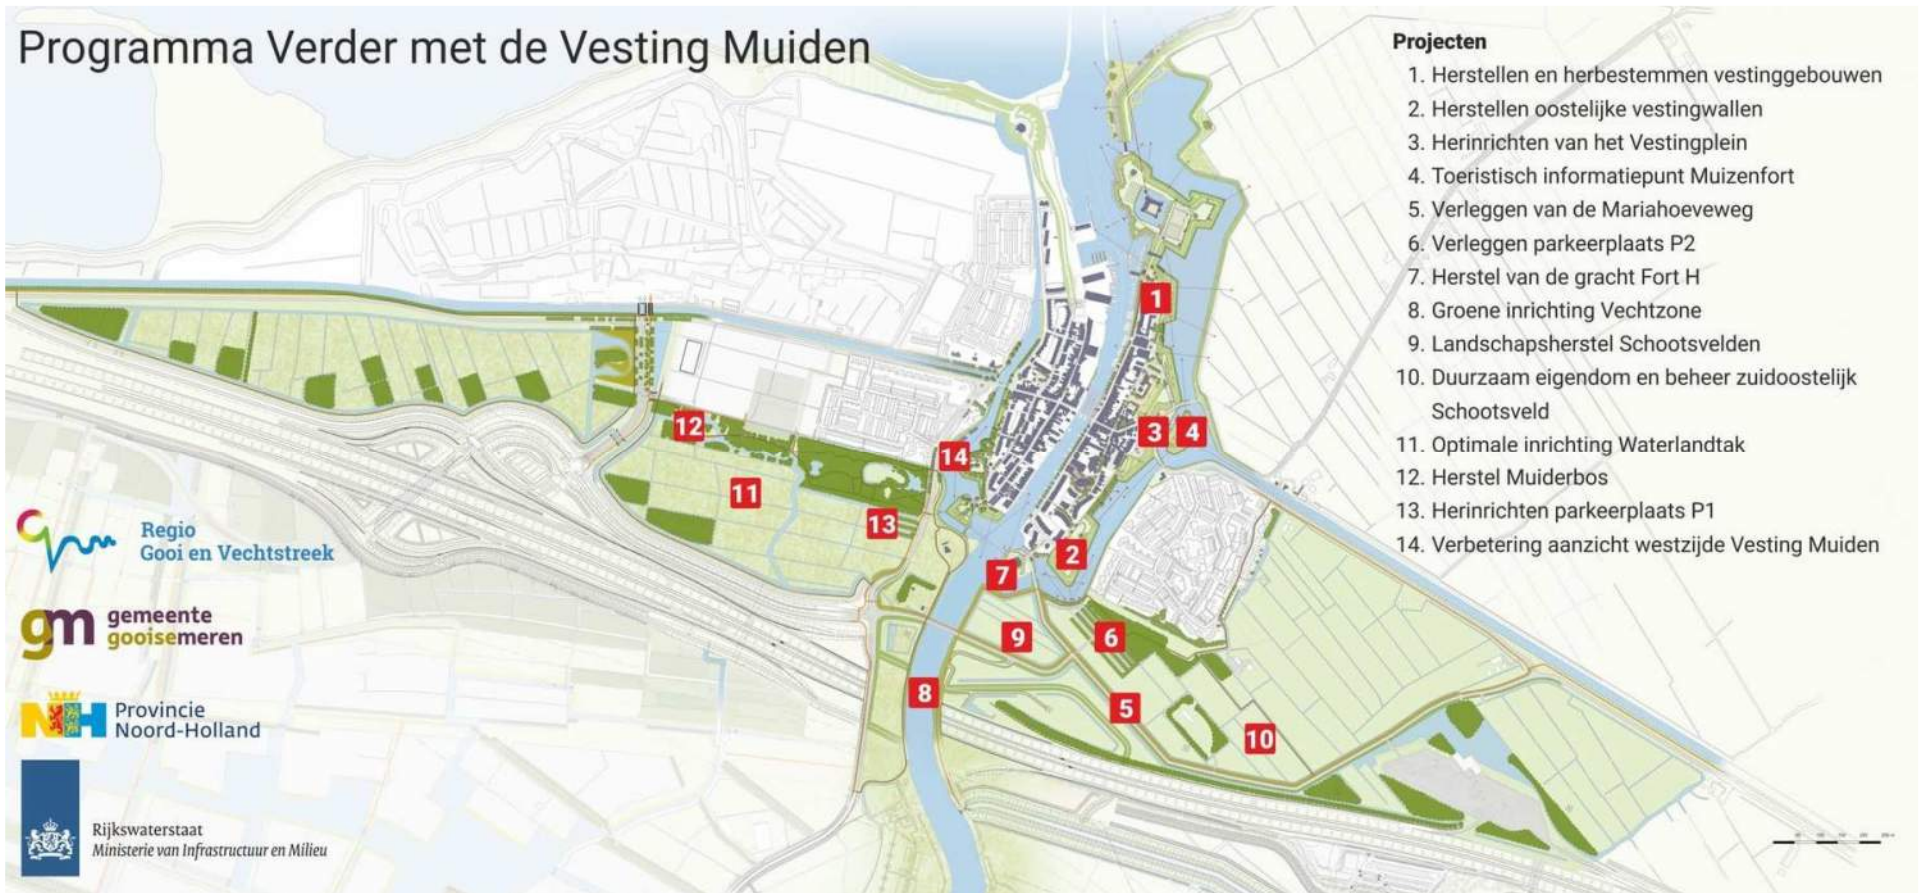 Programma Verder met de Vesting Muiden
Projecten
1. Herstellen en herbestemmen vestinggebouwen
2. Herstellen oostelijke vestingwallen
3. Herinrichten van het Vestingplein
4. Toeristisch informatiepunt Muizenfort
5. Verleggen van de Mariahoeveweg
6. Verleggen parkeerplaats P2
7. Herstel van de gracht Fort H
8. Groene inrichting Vechtzone
9. Landschapsherstel Schootsvelden
10. Duurzaam eigendom en beheer zuidoostelijk
Schootsveld
11. Optimale inrichting Waterlandtak
12. Herstel Muiderbos
13. Herinrichten parkeerplaats P1
14. Verbetering aanzicht westzijde Vesting Muiden
1
12
14
3
4
11
13
2
7
9
6
8
5
10
Regio
Gooi en Vechtstreek
gm gemeente
gooisemeren
NH Provincie
Noord-Holland
Rijkswaterstaat
Ministerie van Infrastructuur en Milieu